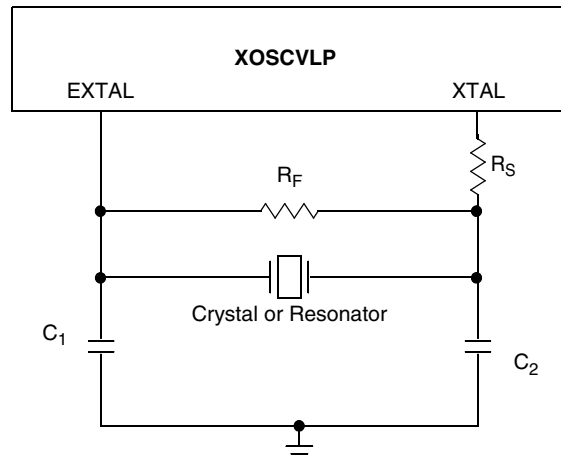 XOSCVLP
EXTAL XTAL
R_F
R_S
Crystal or Resonator
C_1
C_2